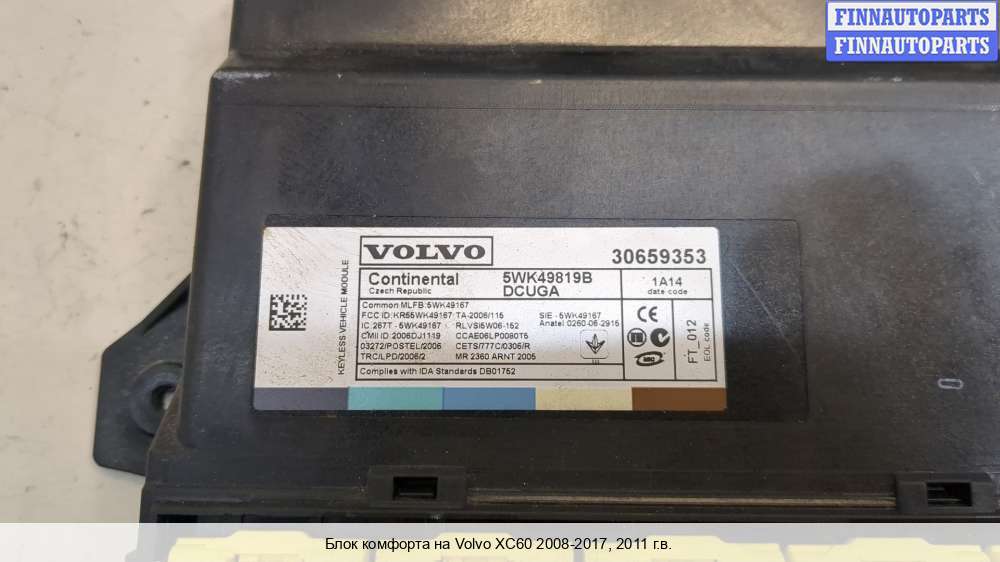 FINNAUTOPARTS
FINNAUTOPARTS
KEYLESS VEHICLE MODULE
VOLVO
30659353
Continental
Czech Republic
5WK49819B
DCUGA
1A14
date code
Common MLFB: 5WK49167
FCC ID: KR55WK49167 TA-2006/115
SIE - 5WK49167
IC 267T - 5WK49167 RLVSI5W06-152
Anatel 0260-06-2915
CMII ID: 2006DJ1119 CCAE06LP0080T5
03272/POSTEL/2006 CETS/777C/0306/R
TRC/LPD/2006/2 MR 2360 ARNT 2005
Complies with IDA Standards DB01752
FT_012
EOL code
Блок комфорта на Volvo XC60 2008-2017, 2011 г.в.